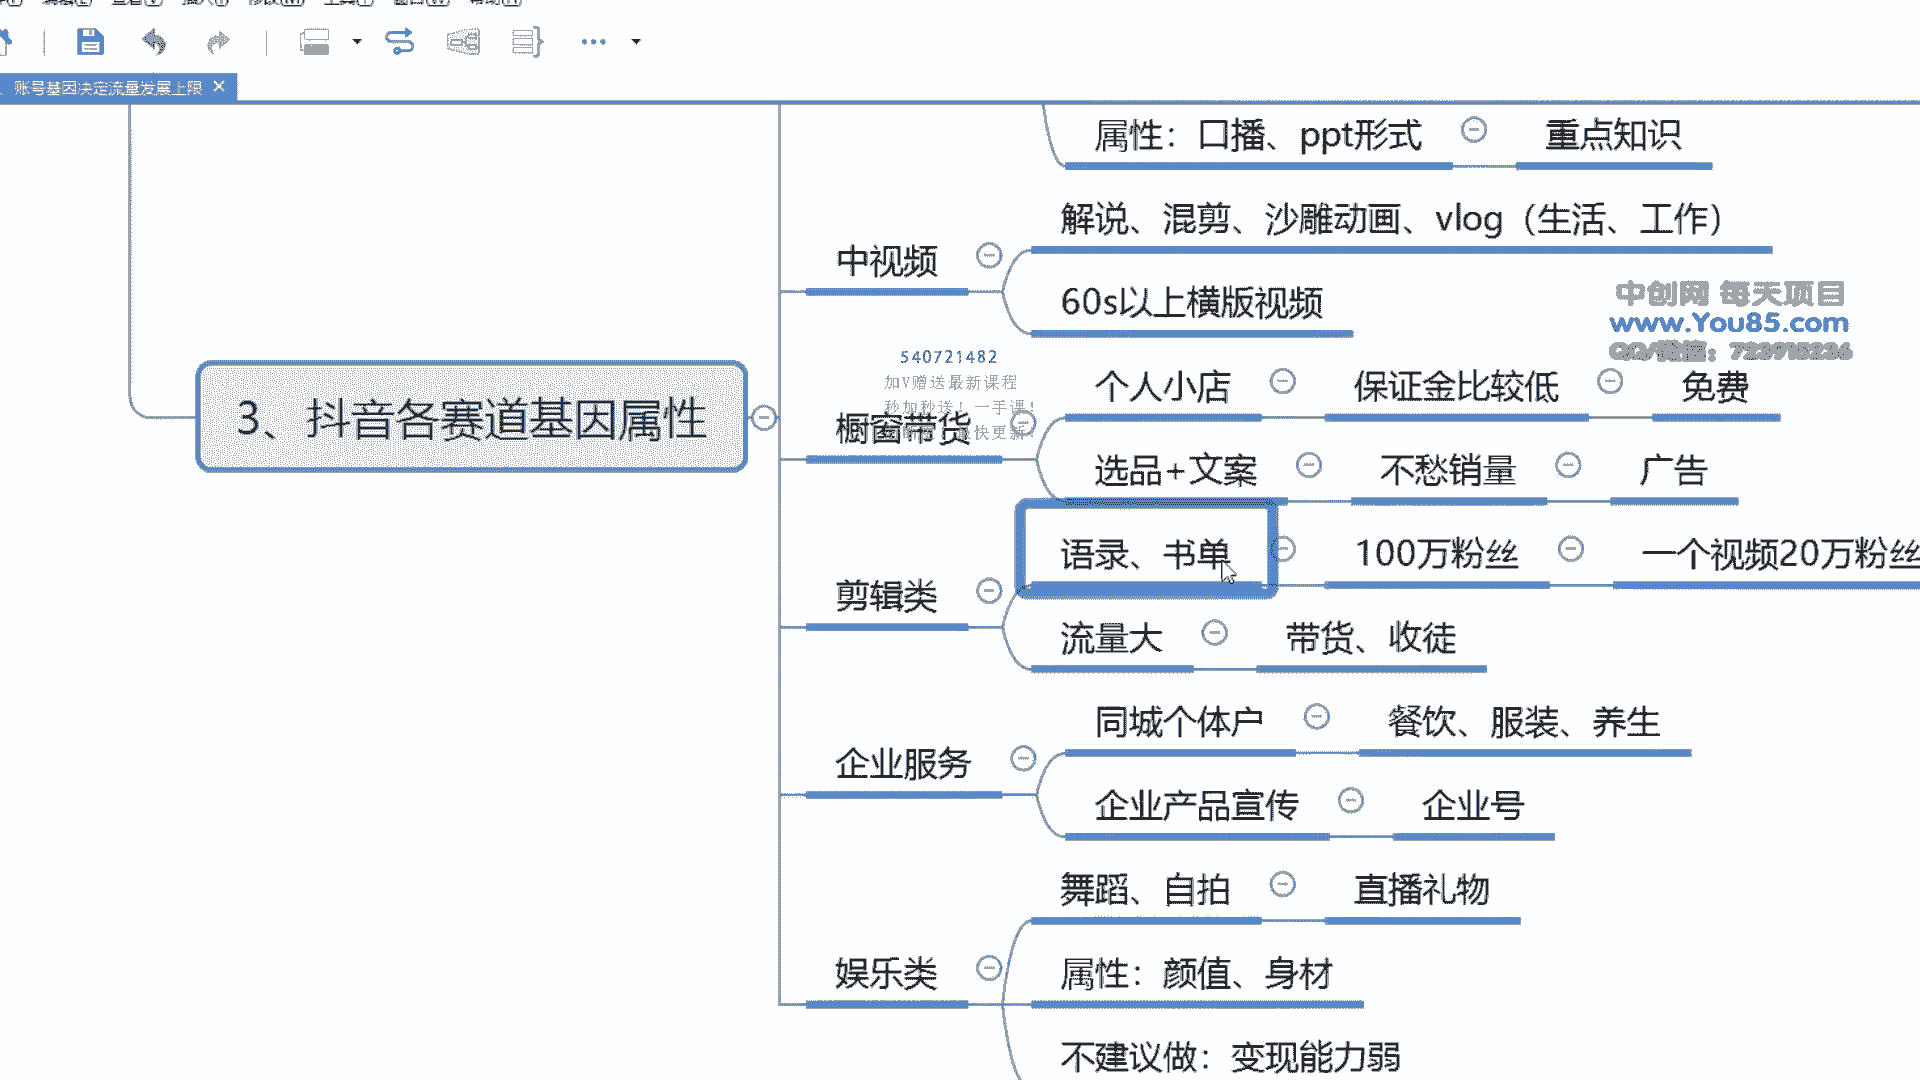 账号基因决定流量发展上限
属性：口播、ppt形式 重点知识
解说、混剪、沙雕动画、vlog（生活、工作）
中视频
60s以上横版视频
中创网 每天项目
www.You85.com
3、抖音各赛道基因属性
540721482
加V赠送最新课程
秒加秒送！一手课！
最快更新！
个人小店 保证金比较低 免费
橱窗带货
选品+文案 不愁销量 广告
语录、书单 100万粉丝 一个视频20万粉丝
剪辑类
流量大 带货、收徒
同城个体户 餐饮、服装、养生
企业服务
企业产品宣传 企业号
舞蹈、自拍 直播礼物
娱乐类
属性：颜值、身材
不建议做：变现能力弱